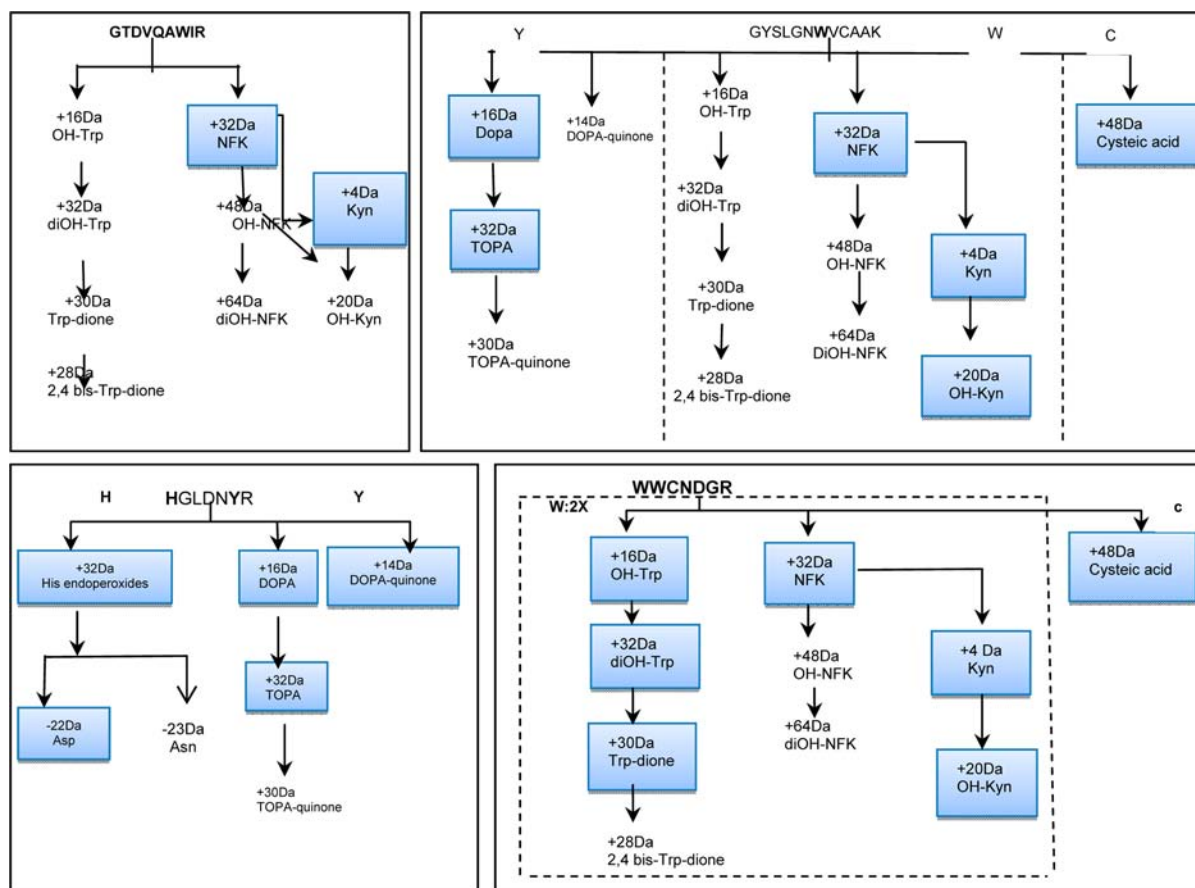 GTDVQAWIR
+16Da
OH-Trp
+32Da
NFK
+32Da
diOH-Trp
+48Da
OH-NFK
+4Da
Kyn
+30Da
Trp-dione
+64Da
diOH-NFK
+20Da
OH-Kyn
+28Da
2,4 bis-Trp-dione
Y
GYSLGNWVCAAK
W
C
+16Da
Dopa
+14Da
DOPA-quinone
+32Da
TOPA
+30Da
TOPA-quinone
+16Da
OH-Trp
+32Da
diOH-Trp
+30Da
Trp-dione
+28Da
2,4 bis-Trp-dione
+32Da
NFK
+48Da
OH-NFK
+64Da
DiOH-NFK
+4Da
Kyn
+20Da
OH-Kyn
+48Da
Cysteic acid
H
HGLDNYR
Y
+32Da
His endoperoxides
+16Da
DOPA
+14Da
DOPA-quinone
-22Da
Asp
-23Da
Asn
+32Da
TOPA
+30Da
TOPA-quinone
WWCNDGR
W:2X
c
+16Da
OH-Trp
+32Da
diOH-Trp
+30Da
Trp-dione
+28Da
2,4 bis-Trp-dione
+32Da
NFK
+48Da
OH-NFK
+64Da
diOH-NFK
+4 Da
Kyn
+20Da
OH-Kyn
+48Da
Cysteic acid